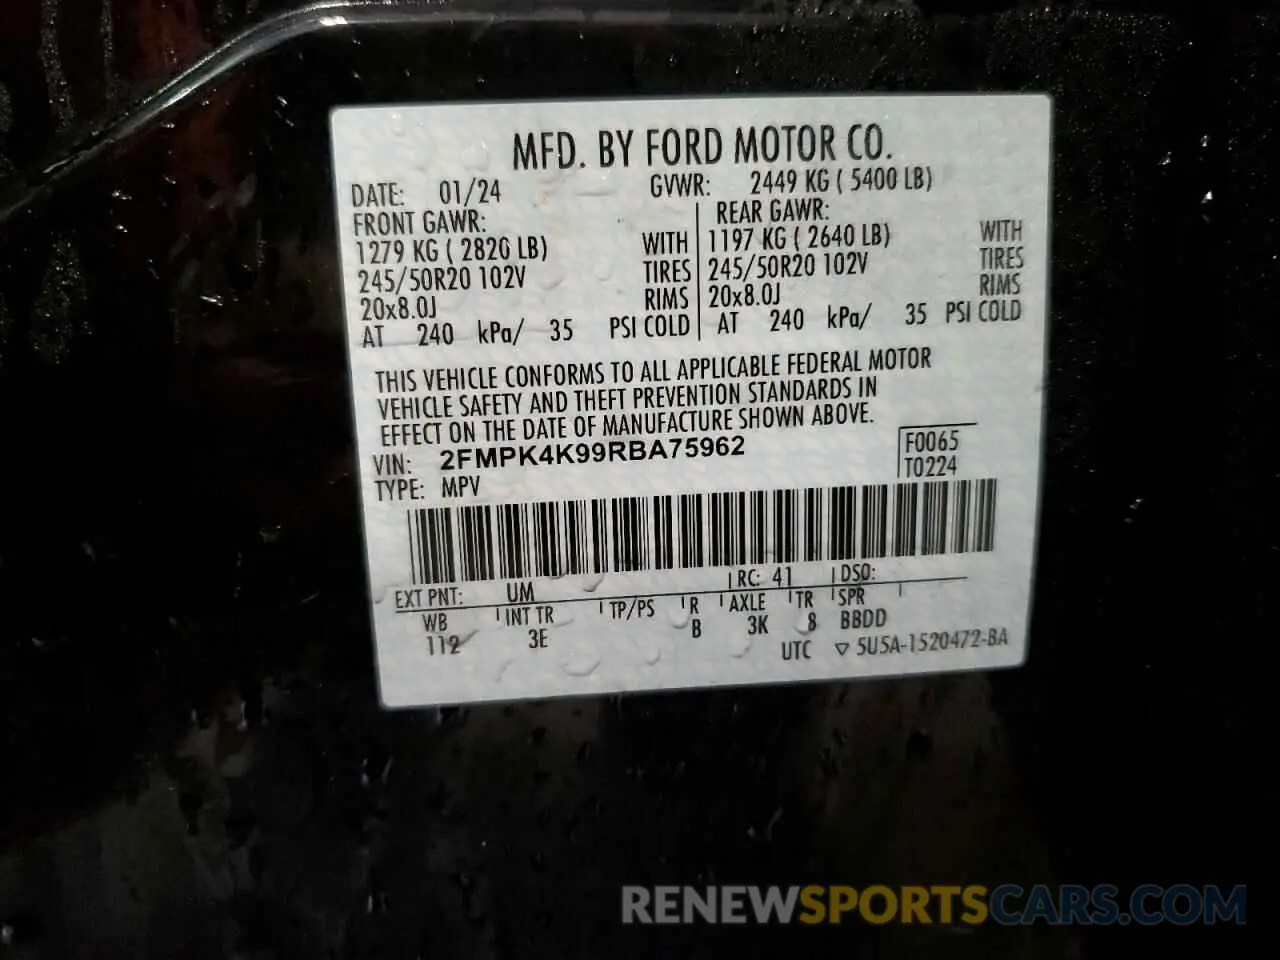 MFD. BY FORD MOTOR CO.
DATE: 01/24 GVWR: 2449 KG ( 5400 LB)
FRONT GAWR: REAR GAWR:
1279 KG ( 2820 LB) WITH 1197 KG ( 2640 LB) WITH
245/50R20 102V TIRES 245/50R20 102V TIRES
20x8.0J RIMS 20x8.0J RIMS
AT 240 kPa/ 35 PSI COLD AT 240 kPa/ 35 PSI COLD
THIS VEHICLE CONFORMS TO ALL APPLICABLE FEDERAL MOTOR
VEHICLE SAFETY AND THEFT PREVENTION STANDARDS IN
EFFECT ON THE DATE OF MANUFACTURE SHOWN ABOVE.
VIN: 2FMPK4K99RBA75962 F0065
TYPE: MPV T0224
EXT PNT: UM RC: 41 DSO:
WB INT TR TP/PS R AXLE TR SPR
112 3E B 3K 8 BBDD
UTC ▽ 5U5A-1520472-BA
RENEWSPORTSCARS.COM